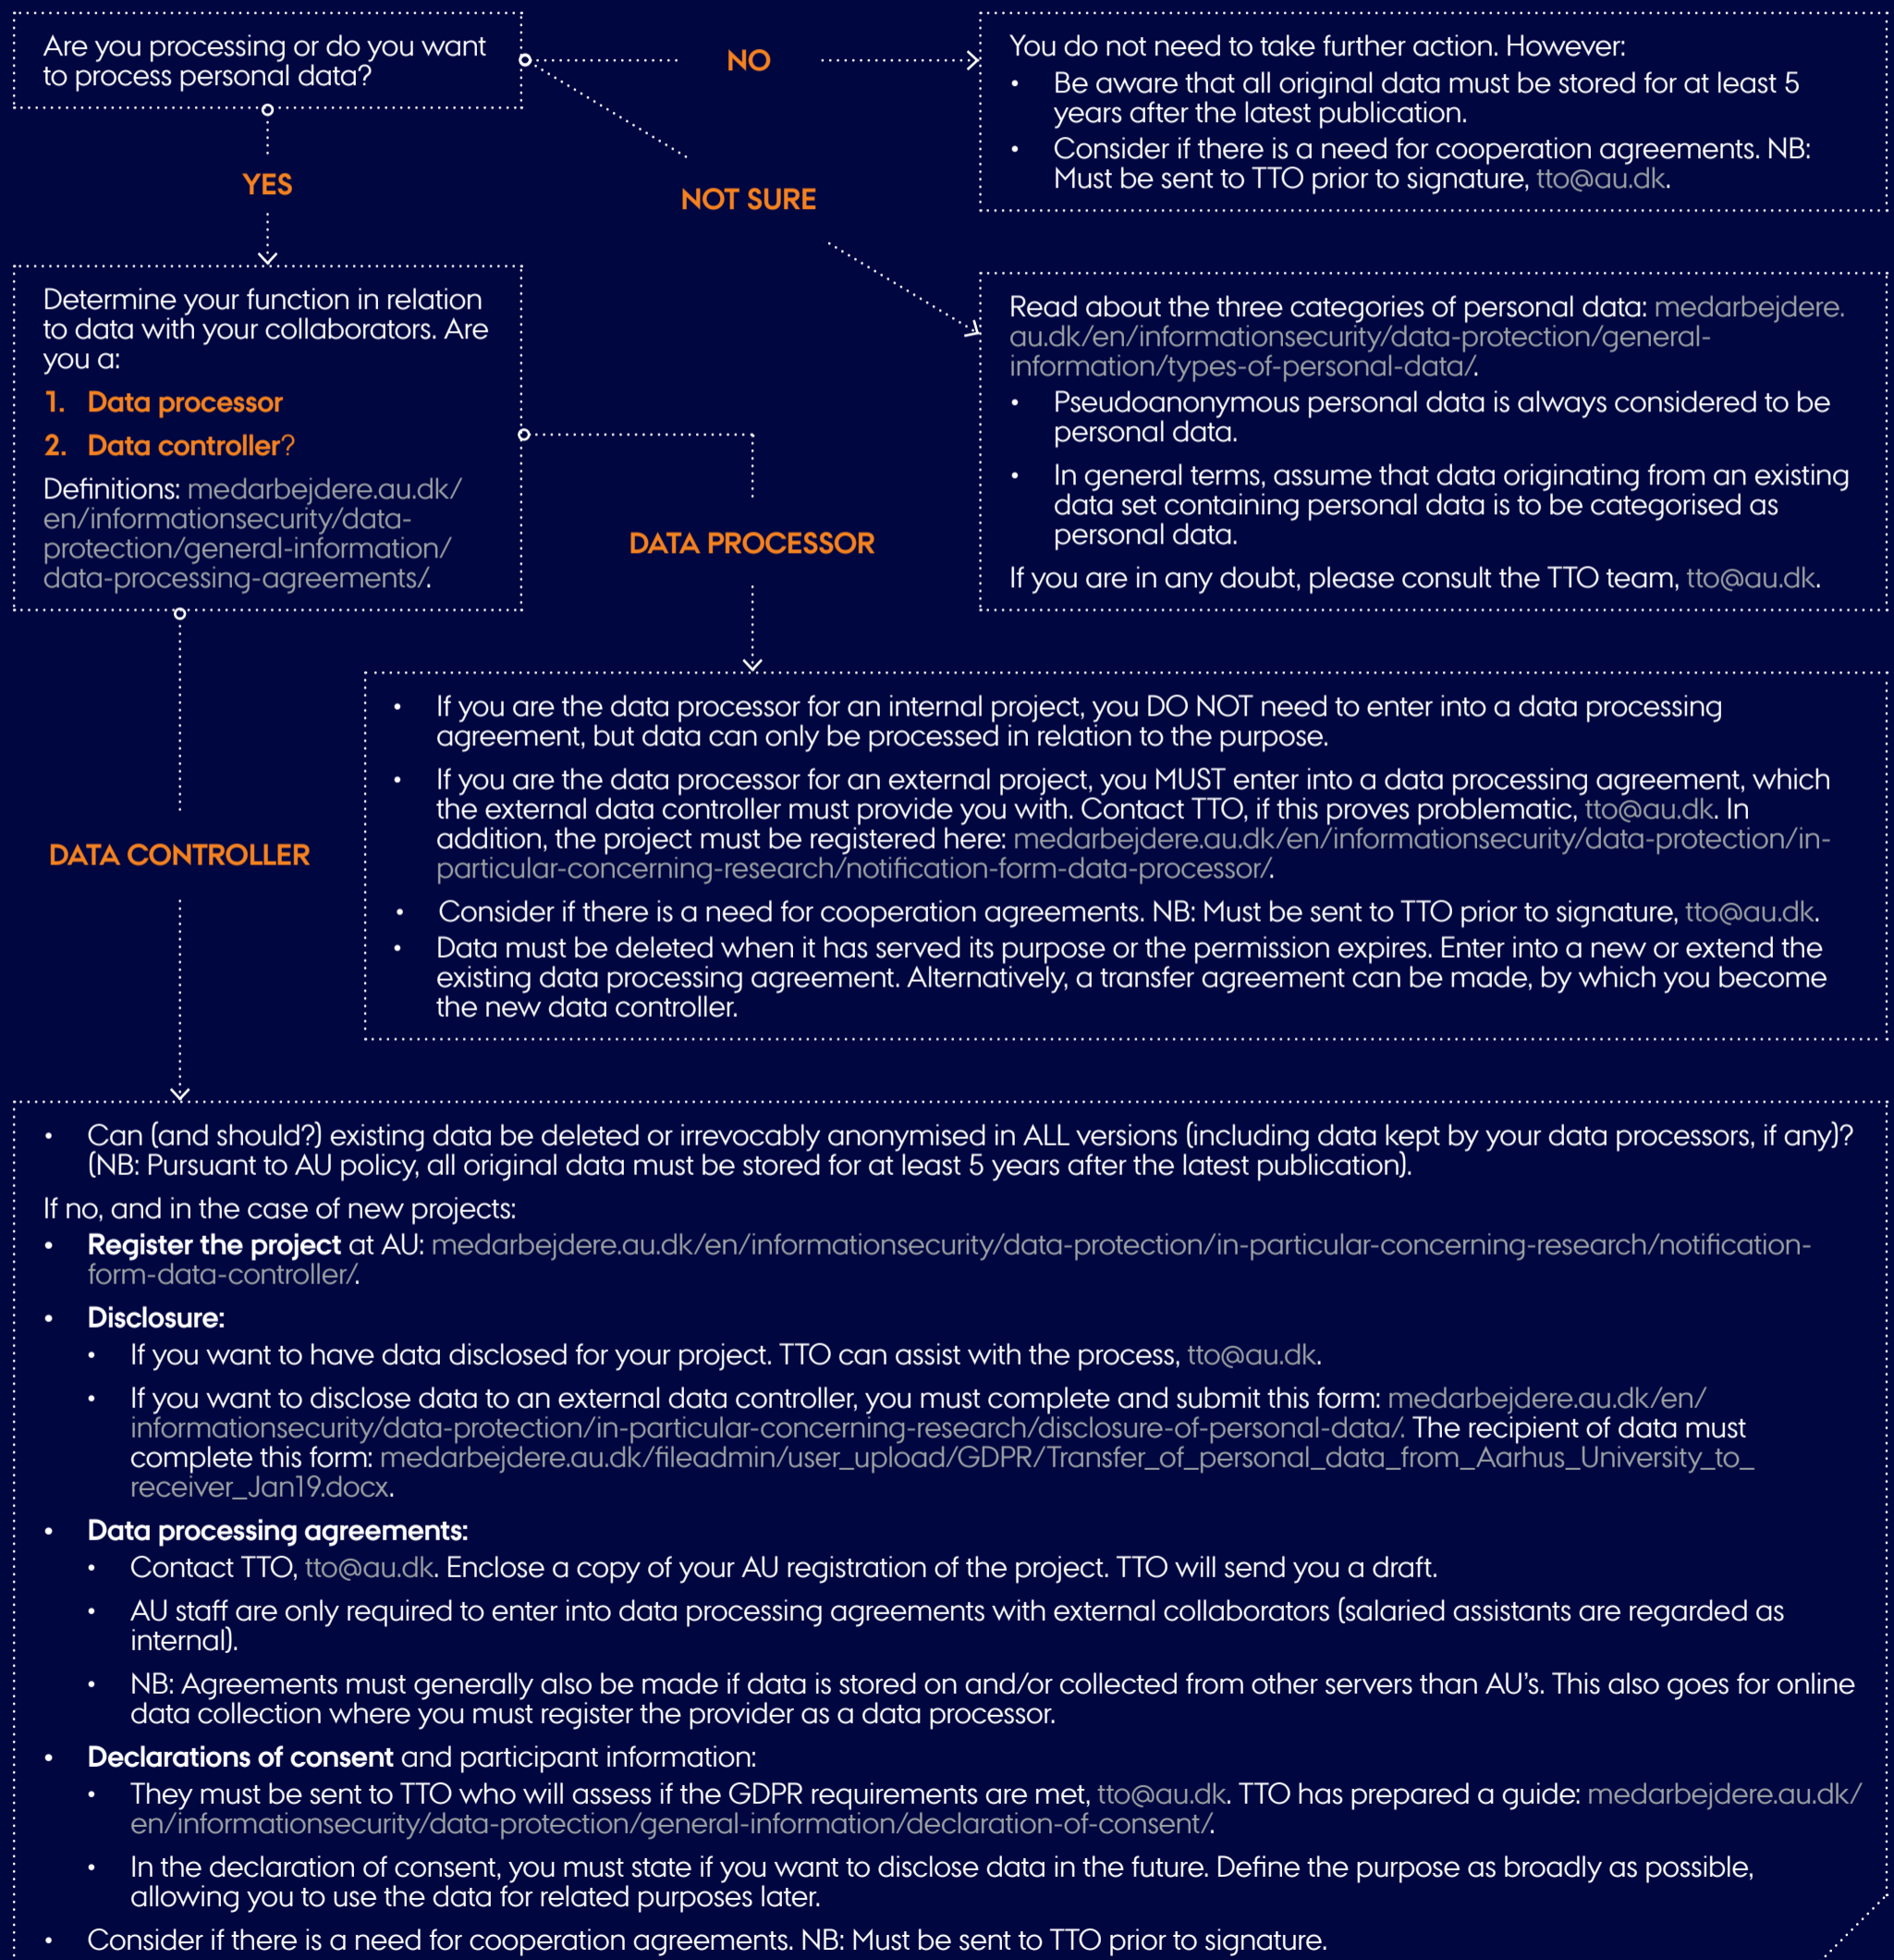 Are you processing or do you want
to process personal data?
NO
You do not need to take further action. However:
• Be aware that all original data must be stored for at least 5
years after the latest publication.
• Consider if there is a need for cooperation agreements. NB:
Must be sent to TTO prior to signature, tto@au.dk.
YES
NOT SURE
Determine your function in relation
to data with your collaborators. Are
you a:
1. Data processor
2. Data controller?
Definitions: medarbejdere.au.dk/
en/informationsecurity/data-
protection/general-information/
data-processing-agreements/.
Read about the three categories of personal data: medarbejdere.
au.dk/en/informationsecurity/data-protection/general-
information/types-of-personal-data/.
• Pseudoanonymous personal data is always considered to be
personal data.
• In general terms, assume that data originating from an existing
data set containing personal data is to be categorised as
personal data.
If you are in any doubt, please consult the TTO team, tto@au.dk.
DATA PROCESSOR
• If you are the data processor for an internal project, you DO NOT need to enter into a data processing
agreement, but data can only be processed in relation to the purpose.
• If you are the data processor for an external project, you MUST enter into a data processing agreement, which
the external data controller must provide you with. Contact TTO, if this proves problematic, tto@au.dk. In
addition, the project must be registered here: medarbejdere.au.dk/en/informationsecurity/data-protection/in-
particular-concerning-research/notification-form-data-processor/.
• Consider if there is a need for cooperation agreements. NB: Must be sent to TTO prior to signature, tto@au.dk.
• Data must be deleted when it has served its purpose or the permission expires. Enter into a new or extend the
existing data processing agreement. Alternatively, a transfer agreement can be made, by which you become
the new data controller.
DATA CONTROLLER
• Can (and should?) existing data be deleted or irrevocably anonymised in ALL versions (including data kept by your data processors, if any)?
(NB: Pursuant to AU policy, all original data must be stored for at least 5 years after the latest publication).
If no, and in the case of new projects:
• Register the project at AU: medarbejdere.au.dk/en/informationsecurity/data-protection/in-particular-concerning-research/notification-
form-data-controller/.
• Disclosure:
• If you want to have data disclosed for your project. TTO can assist with the process, tto@au.dk.
• If you want to disclose data to an external data controller, you must complete and submit this form: medarbejdere.au.dk/en/
informationsecurity/data-protection/in-particular-concerning-research/disclosure-of-personal-data/. The recipient of data must
complete this form: medarbejdere.au.dk/fileadmin/user_upload/GDPR/Transfer_of_personal_data_from_Aarhus_University_to_
receiver_Jan19.docx.
• Data processing agreements:
• Contact TTO, tto@au.dk. Enclose a copy of your AU registration of the project. TTO will send you a draft.
• AU staff are only required to enter into data processing agreements with external collaborators (salaried assistants are regarded as
internal).
• NB: Agreements must generally also be made if data is stored on and/or collected from other servers than AU's. This also goes for online
data collection where you must register the provider as a data processor.
• Declarations of consent and participant information:
• They must be sent to TTO who will assess if the GDPR requirements are met, tto@au.dk. TTO has prepared a guide: medarbejdere.au.dk/
en/informationsecurity/data-protection/general-information/declaration-of-consent/.
• In the declaration of consent, you must state if you want to disclose data in the future. Define the purpose as broadly as possible,
allowing you to use the data for related purposes later.
• Consider if there is a need for cooperation agreements. NB: Must be sent to TTO prior to signature.